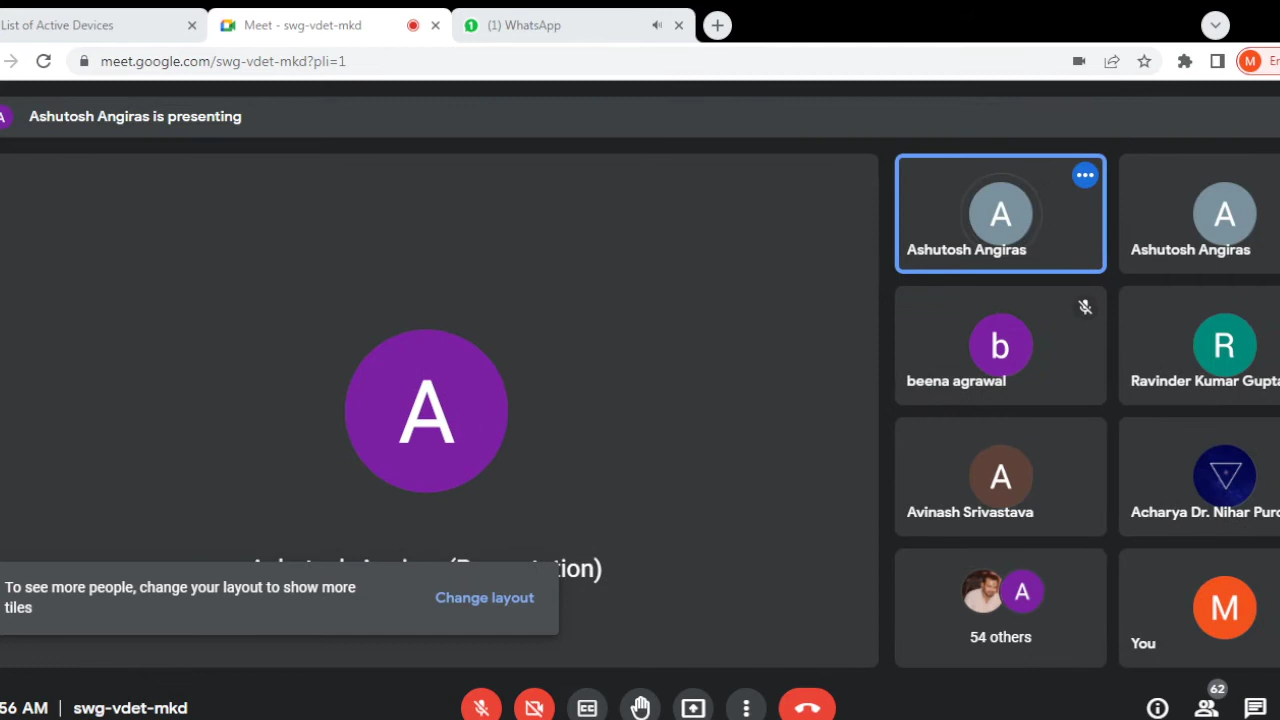 List of Active Devices
Meet - swg-vdet-mkd
(1) WhatsApp
meet.google.com/swg-vdet-mkd?pli=1
M
A
Ashutosh Angiras is presenting
A
Ashutosh Angiras
A
Ashutosh Angiras
b
beena agrawal
R
Ravinder Kumar Gupta
A
Avinash Srivastava
Acharya Dr. Nihar
A
54 others
M
You
A
(Presentation)
To see more people, change your layout to show more
tiles
Change layout
56 AM | swg-vdet-mkd
62